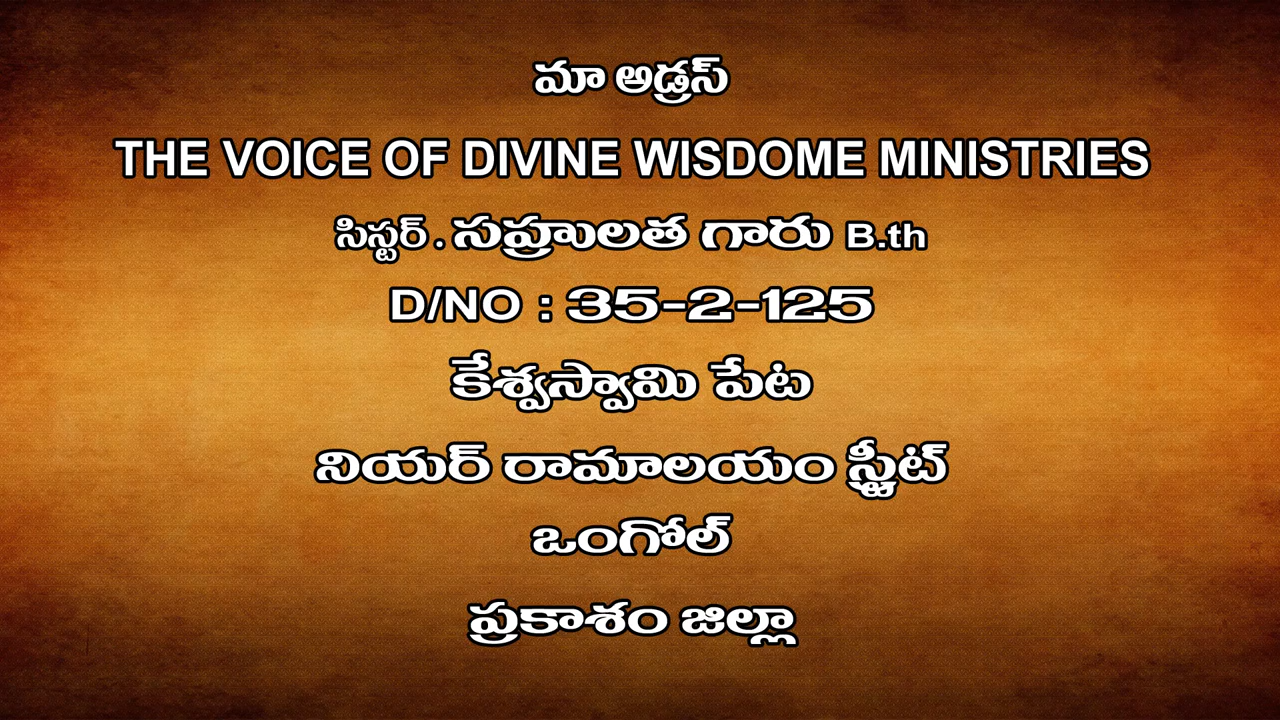 మా అడ్రస్
THE VOICE OF DIVINE WISDOME MINISTRIES
సిస్టర్ . సహ్రులత గారు B.th
D/NO : 35-2-125
కేశ్వస్వామి పేట
నియర్ రామాలయం స్ట్రీట్
ఒంగోల్
ప్రకాశం జిల్లా